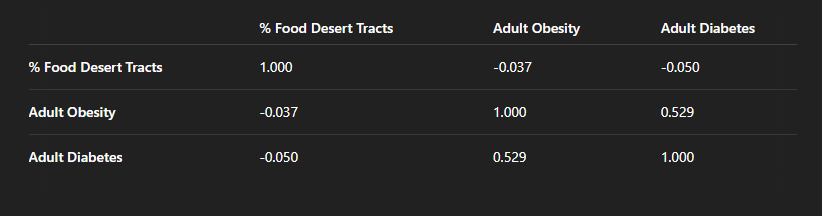 % Food Desert Tracts Adult Obesity Adult Diabetes
% Food Desert Tracts 1.000 -0.037 -0.050
Adult Obesity -0.037 1.000 0.529
Adult Diabetes -0.050 0.529 1.000